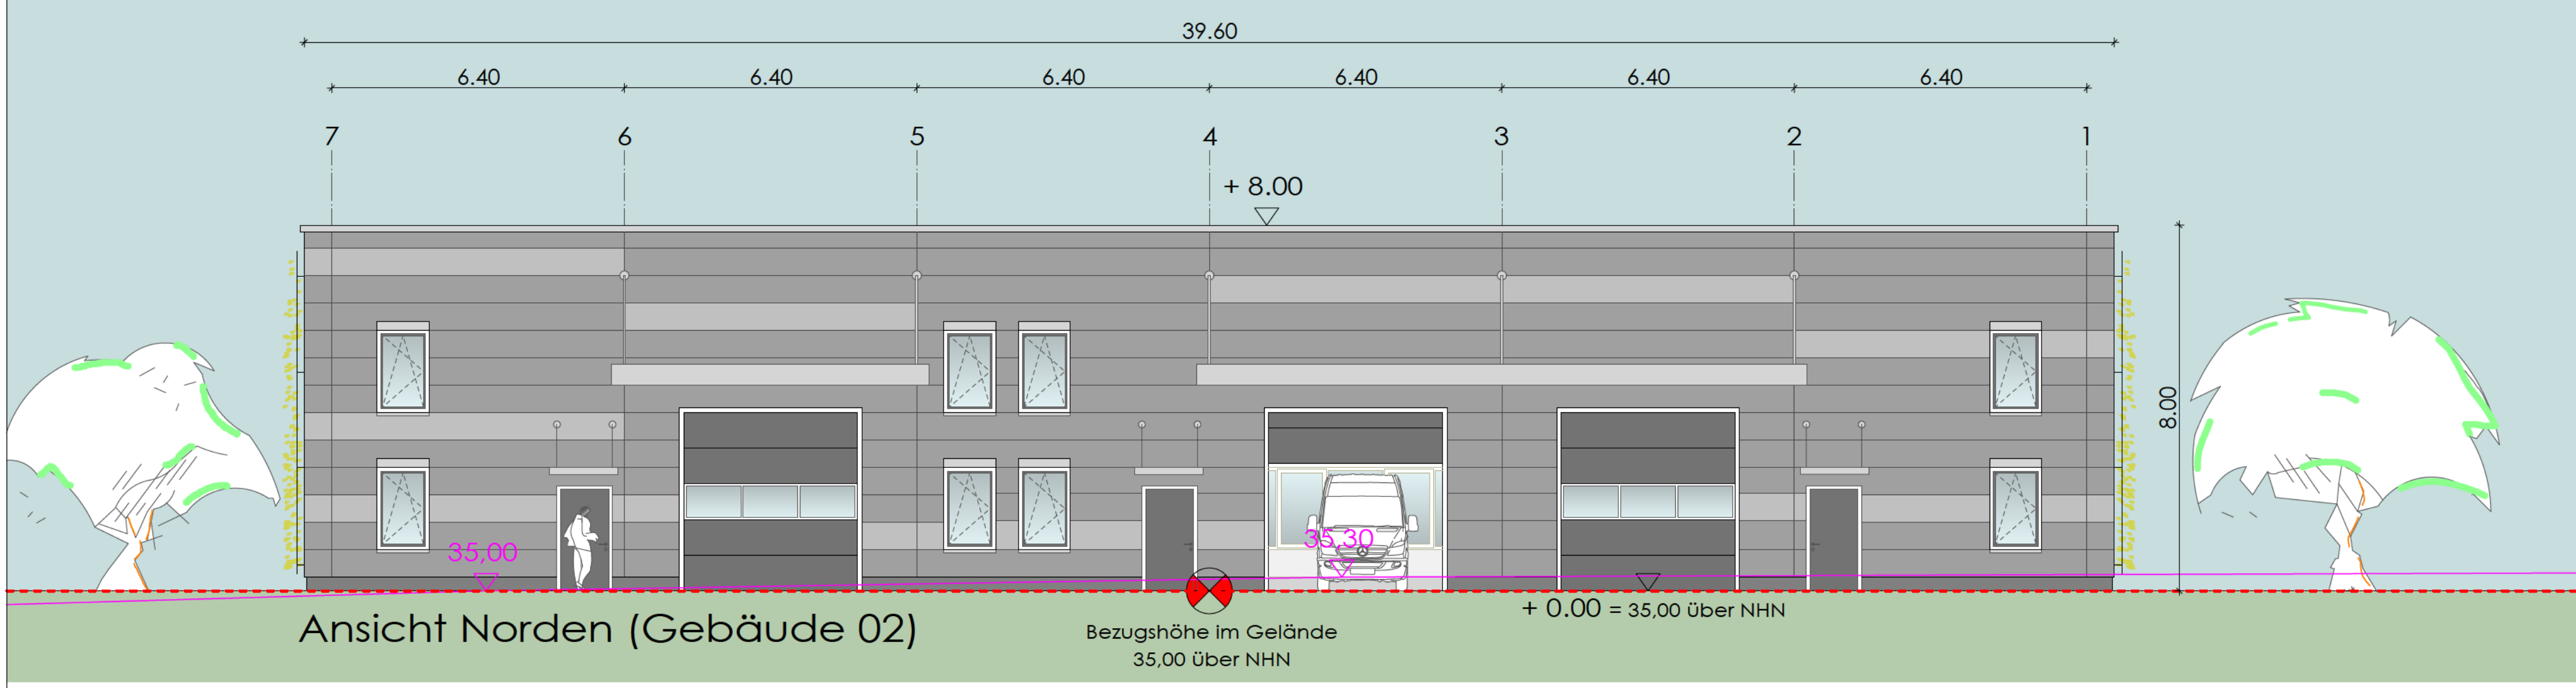 39.60
6.40 6.40 6.40 6.40 6.40 6.40
7 6 5 4 3 2 1
+ 8.00
8.00
35,00
35,30
+ 0.00 = 35,00 über NHN
Ansicht Norden (Gebäude 02)
Bezugshöhe im Gelände
35,00 über NHN